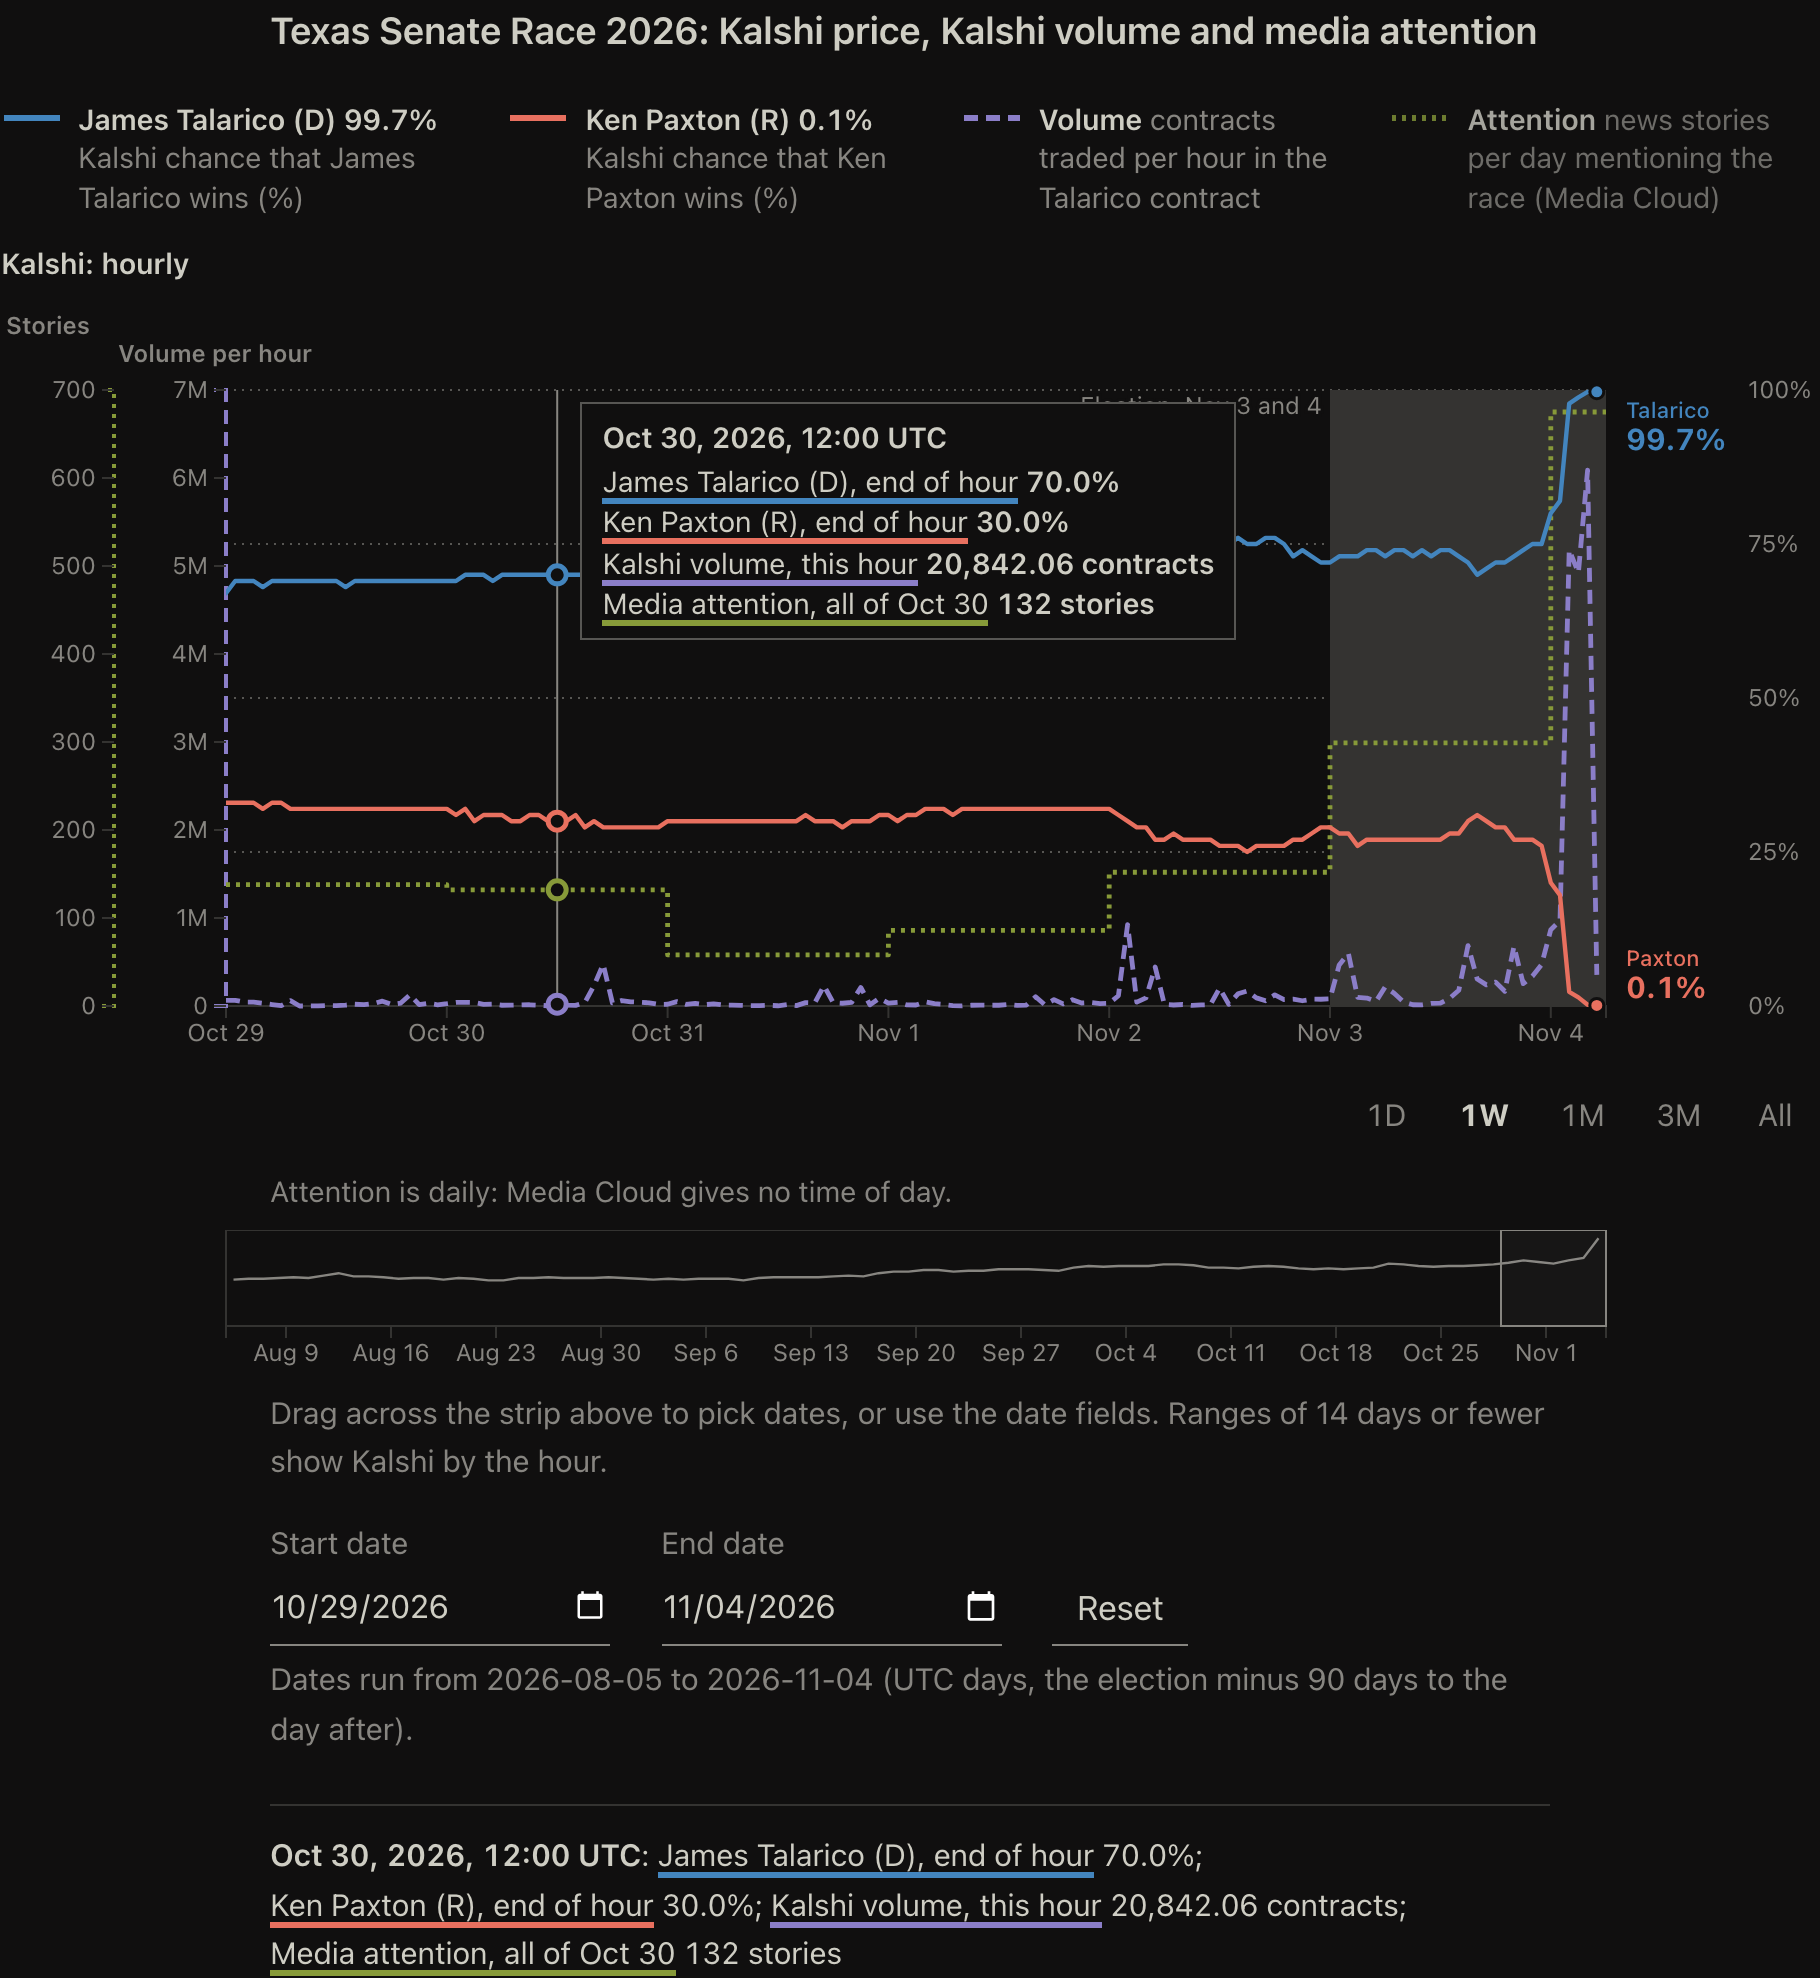 Texas Senate Race 2026: Kalshi price, Kalshi volume and media attention
James Talarico (D) 99.7%
Kalshi chance that James
Talarico wins (%)
Ken Paxton (R) 0.1%
Kalshi chance that Ken
Paxton wins (%)
Volume contracts
traded per hour in the
Talarico contract
Attention news stories
per day mentioning the
race (Media Cloud)
Kalshi: hourly
Stories
Volume per hour
700
600
500
400
300
200
100
0
7M
6M
5M
4M
3M
2M
1M
0
3 and 4
Oct 30, 2026, 12:00 UTC
James Talarico (D), end of hour 70.0%
Ken Paxton (R), end of hour 30.0%
Kalshi volume, this hour 20,842.06 contracts
Media attention, all of Oct 30 132 stories
Talarico
99.7%
Paxton
0.1%
100%
75%
50%
25%
0%
Oct 29 Oct 30 Oct 31 Nov 1 Nov 2 Nov 3 Nov 4
1D 1W 1M 3M All
Attention is daily: Media Cloud gives no time of day.
Aug 9 Aug 16 Aug 23 Aug 30 Sep 6 Sep 13 Sep 20 Sep 27 Oct 4 Oct 11 Oct 18 Oct 25 Nov 1
Drag across the strip above to pick dates, or use the date fields. Ranges of 14 days or fewer
show Kalshi by the hour.
Start date
10/29/2026
End date
11/04/2026
Reset
Dates run from 2026-08-05 to 2026-11-04 (UTC days, the election minus 90 days to the
day after).
Oct 30, 2026, 12:00 UTC: James Talarico (D), end of hour 70.0%;
Ken Paxton (R), end of hour 30.0%; Kalshi volume, this hour 20,842.06 contracts;
Media attention, all of Oct 30 132 stories